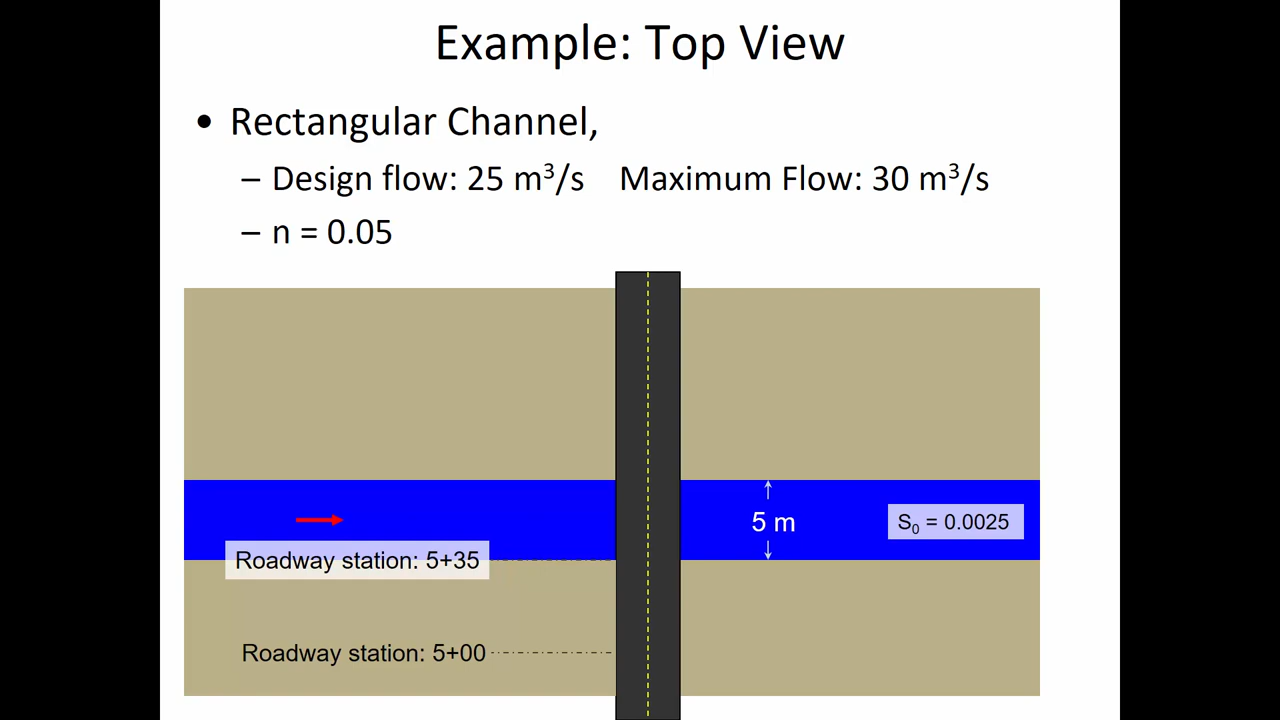 Example: Top View
• Rectangular Channel,
– Design flow: 25 m³/s Maximum Flow: 30 m³/s
– n = 0.05
5 m
S₀ = 0.0025
Roadway station: 5+35
Roadway station: 5+00